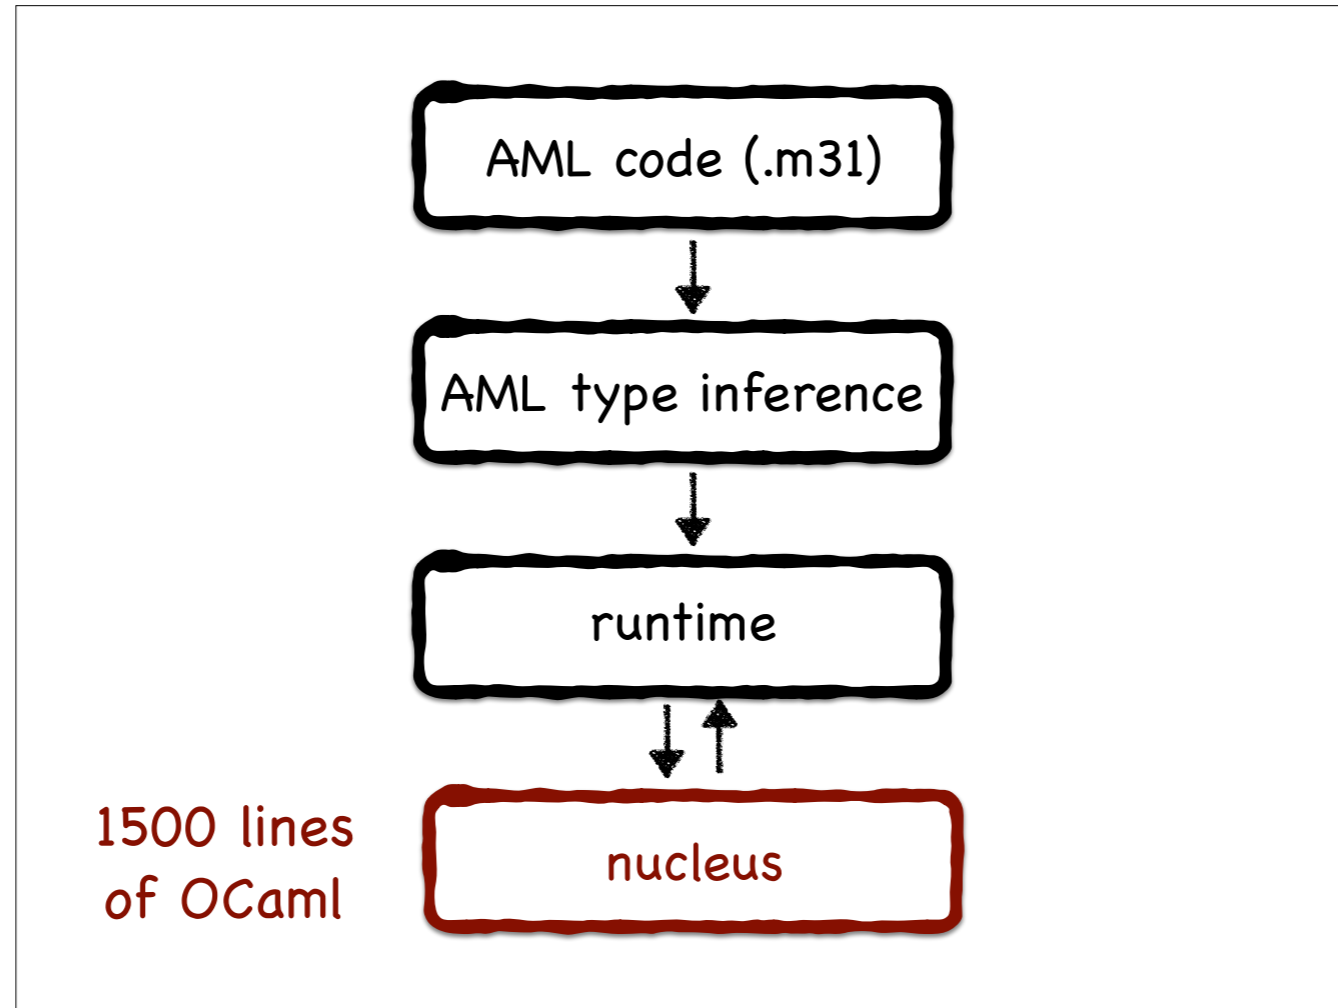 AML code (.m31)
AML type inference
runtime
nucleus
1500 lines
of OCaml